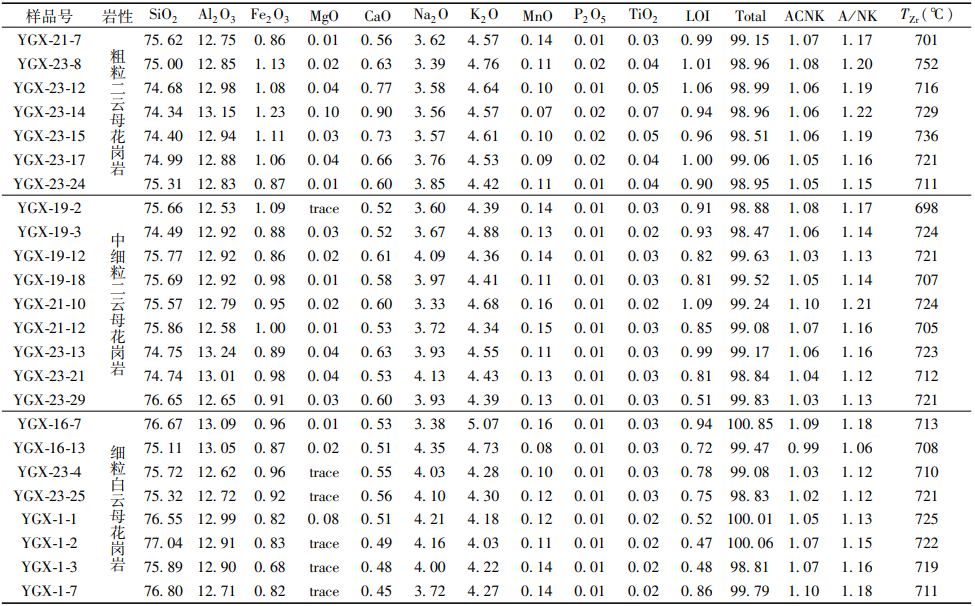 样品号 岩性 SiO2 Al2O3 Fe2O3 MgO CaO Na2O K2O MnO P2O5 TiO2 LOI Total ACNK A/NK TZr(℃)
粗粒二云母花岗岩
YGX-21-7 75.62 12.75 0.86 0.01 0.56 3.62 4.57 0.14 0.01 0.03 0.99 99.15 1.07 1.17 701
YGX-23-8 75.00 12.85 1.13 0.02 0.63 3.39 4.76 0.11 0.02 0.04 1.01 98.96 1.08 1.20 752
YGX-23-12 74.68 12.98 1.08 0.04 0.77 3.58 4.64 0.10 0.01 0.05 1.06 98.99 1.06 1.19 716
YGX-23-14 74.34 13.15 1.23 0.10 0.90 3.56 4.57 0.07 0.02 0.07 0.94 98.96 1.06 1.22 729
YGX-23-15 74.40 12.94 1.11 0.03 0.73 3.57 4.61 0.10 0.02 0.05 0.96 98.51 1.06 1.19 736
YGX-23-17 74.99 12.88 1.06 0.04 0.66 3.76 4.53 0.09 0.02 0.04 1.00 99.06 1.05 1.16 721
YGX-23-24 75.31 12.83 0.87 0.01 0.60 3.85 4.42 0.11 0.01 0.04 0.90 98.95 1.05 1.15 711
中细粒二云母花岗岩
YGX-19-2 75.66 12.53 1.09 trace 0.52 3.60 4.39 0.14 0.01 0.03 0.91 98.88 1.08 1.17 698
YGX-19-3 74.49 12.92 0.88 0.03 0.52 3.67 4.88 0.13 0.01 0.02 0.93 98.47 1.06 1.14 724
YGX-19-12 75.77 12.92 0.86 0.02 0.61 4.09 4.36 0.14 0.01 0.03 0.82 99.63 1.03 1.13 721
YGX-19-18 75.69 12.92 0.98 0.01 0.58 3.97 4.41 0.13 0.01 0.03 0.81 99.52 1.05 1.14 707
YGX-21-10 75.57 12.79 0.95 0.02 0.60 3.33 4.68 0.16 0.01 0.02 1.09 99.24 1.10 1.21 724
YGX-21-12 75.86 12.58 1.00 0.01 0.53 3.72 4.34 0.15 0.01 0.03 0.85 99.08 1.07 1.16 705
YGX-23-13 74.75 13.24 0.89 0.04 0.63 3.93 4.55 0.11 0.01 0.03 0.99 99.17 1.06 1.16 723
YGX-23-21 74.74 13.01 0.98 0.04 0.53 4.13 4.43 0.13 0.01 0.03 0.81 98.84 1.04 1.12 712
YGX-23-29 76.65 12.65 0.91 0.03 0.60 3.93 4.39 0.13 0.01 0.03 0.51 99.83 1.03 1.13 721
细粒白云母花岗岩
YGX-16-7 76.67 13.09 0.96 0.01 0.53 3.38 5.07 0.16 0.01 0.02 0.94 100.85 1.09 1.18 713
YGX-16-13 75.11 13.05 0.87 0.02 0.51 4.35 4.73 0.08 0.01 0.03 0.72 99.47 0.99 1.06 708
YGX-23-4 75.72 12.62 0.96 trace 0.55 4.03 4.28 0.10 0.01 0.03 0.78 99.08 1.03 1.12 710
YGX-23-25 75.32 12.72 0.92 trace 0.56 4.10 4.30 0.12 0.01 0.03 0.75 98.83 1.02 1.12 721
YGX-1-1 76.55 12.99 0.82 0.08 0.51 4.21 4.18 0.12 0.01 0.02 0.52 100.01 1.05 1.13 725
YGX-1-2 77.04 12.91 0.83 trace 0.49 4.16 4.03 0.11 0.01 0.02 0.47 100.06 1.07 1.15 722
YGX-1-3 75.89 12.90 0.68 trace 0.48 4.00 4.22 0.14 0.01 0.02 0.48 98.81 1.07 1.16 719
YGX-1-7 76.80 12.71 0.82 trace 0.45 3.72 4.27 0.14 0.01 0.02 0.86 99.79 1.10 1.18 711